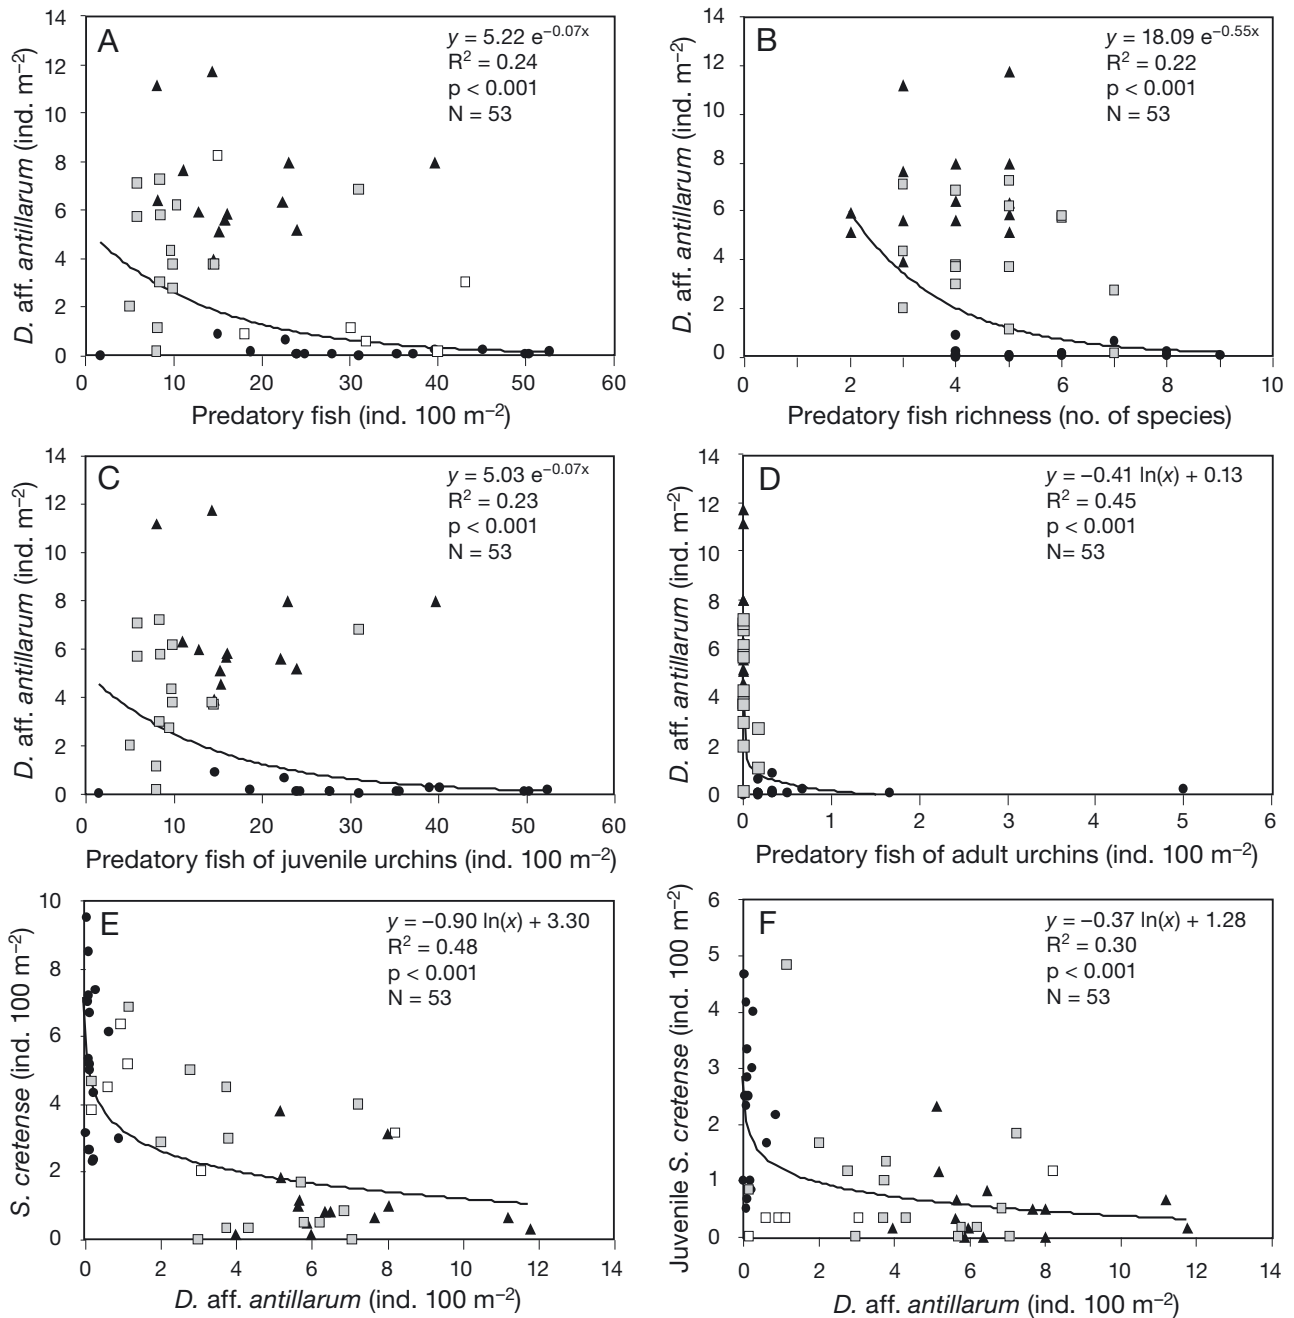 A
y = 5.22 e−0.07x
R2 = 0.24
p < 0.001
N = 53
14
12
10
8
6
4
2
0
D. aff. antillarum (ind. m−2)
0 10 20 30 40 50 60
Predatory fish (ind. 100 m−2)
B
y = 18.09 e−0.55x
R2 = 0.22
p < 0.001
N = 53
14
12
10
8
6
4
2
0
D. aff. antillarum (ind. m−2)
0 2 4 6 8 10
Predatory fish richness (no. of species)
C
y = 5.03 e−0.07x
R2 = 0.23
p < 0.001
N = 53
14
12
10
8
6
4
2
0
D. aff. antillarum (ind. m−2)
0 10 20 30 40 50 60
Predatory fish of juvenile urchins (ind. 100 m−2)
D
y = −0.41 ln(x) + 0.13
R2 = 0.45
p < 0.001
N= 53
14
12
10
8
6
4
2
0
D. aff. antillarum (ind. m−2)
0 1 2 3 4 5 6
Predatory fish of adult urchins (ind. 100 m−2)
E
y = −0.90 ln(x) + 3.30
R2 = 0.48
p < 0.001
N = 53
10
8
6
4
2
0
S. cretense (ind. 100 m−2)
0 2 4 6 8 10 12 14
D. aff. antillarum (ind. 100 m−2)
F
y = −0.37 ln(x) + 1.28
R2 = 0.30
p < 0.001
N = 53
6
5
4
3
2
1
0
Juvenile S. cretense (ind. 100 m−2)
0 2 4 6 8 10 12 14
D. aff. antillarum (ind. 100 m−2)